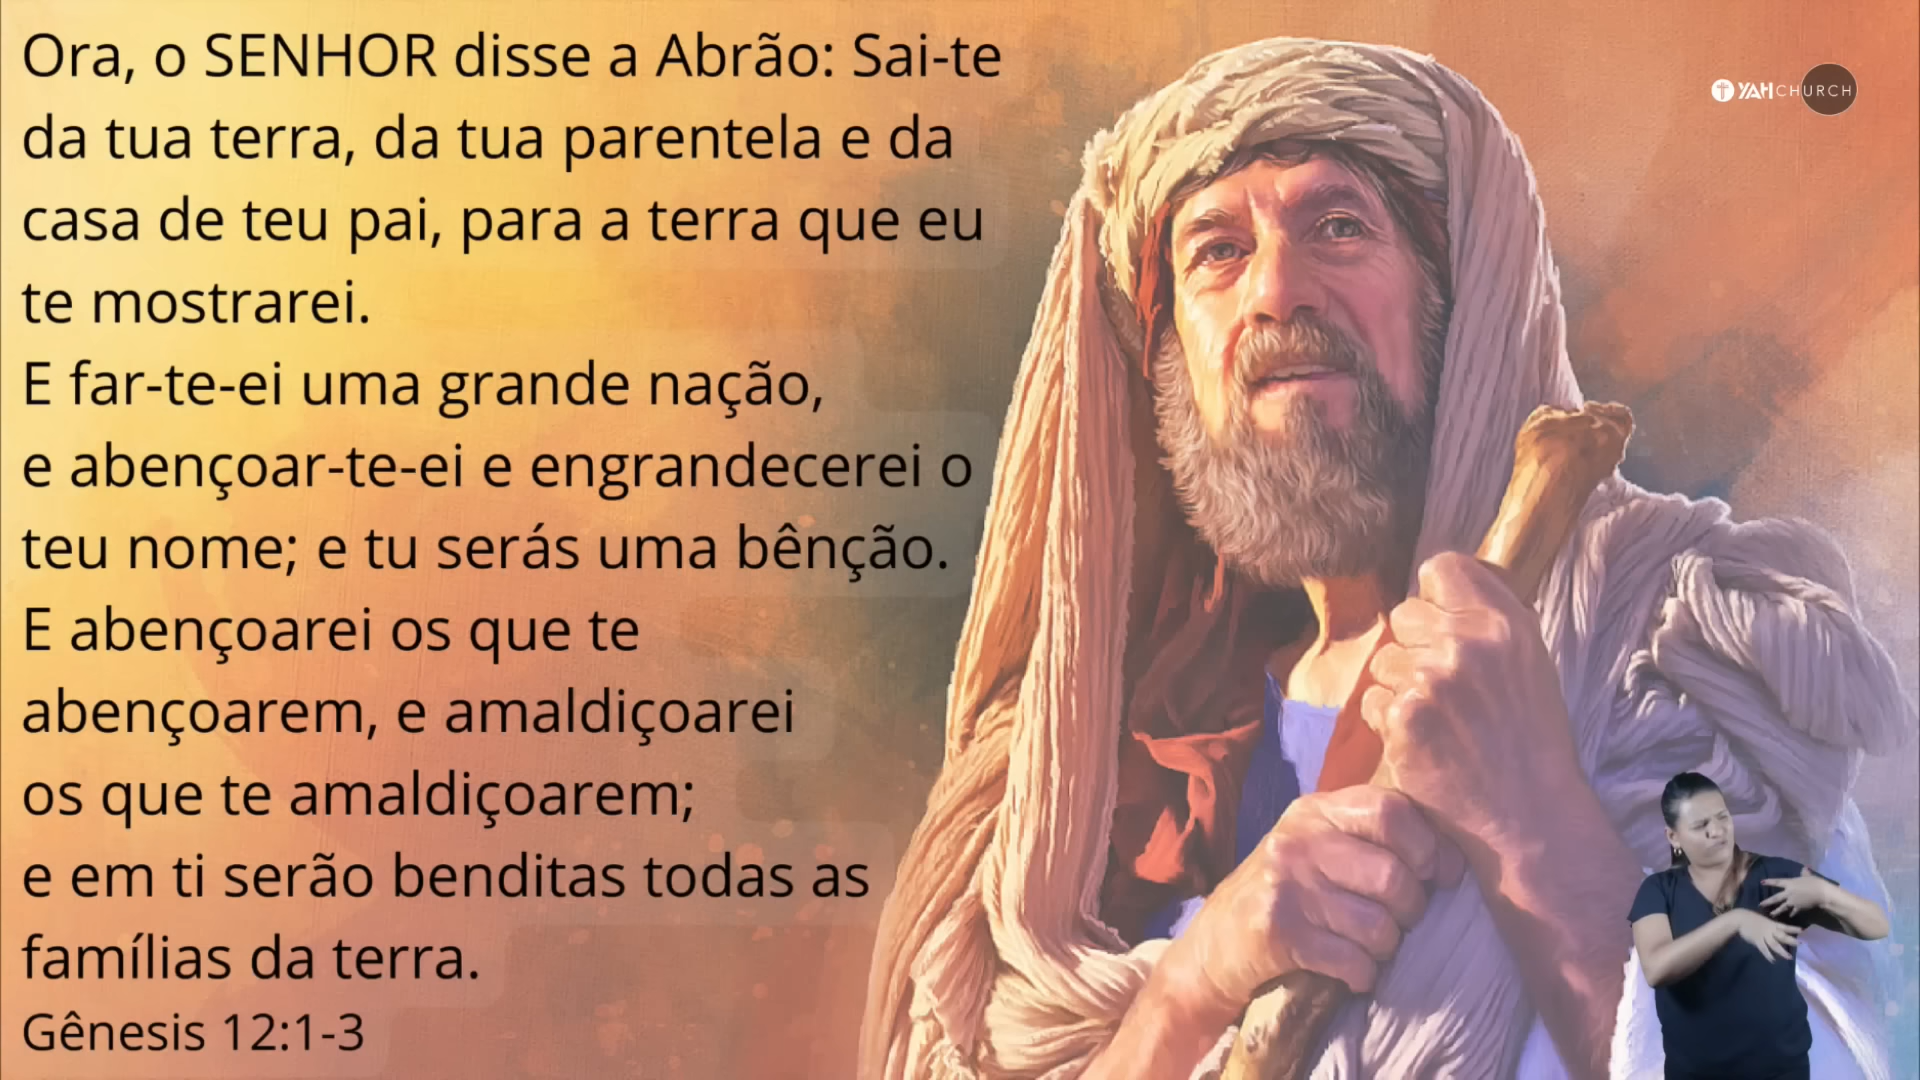 Ora, o SENHOR disse a Abrão: Sai-te
da tua terra, da tua parentela e da
casa de teu pai, para a terra que eu
te mostrarei.
E far-te-ei uma grande nação,
e abençoar-te-ei e engrandecerei o
teu nome; e tu serás uma bênção.
E abençoarei os que te
abençoarem, e amaldiçoarei
os que te amaldiçoarem;
e em ti serão benditas todas as
famílias da terra.
Gênesis 12:1-3
YAH CHURCH